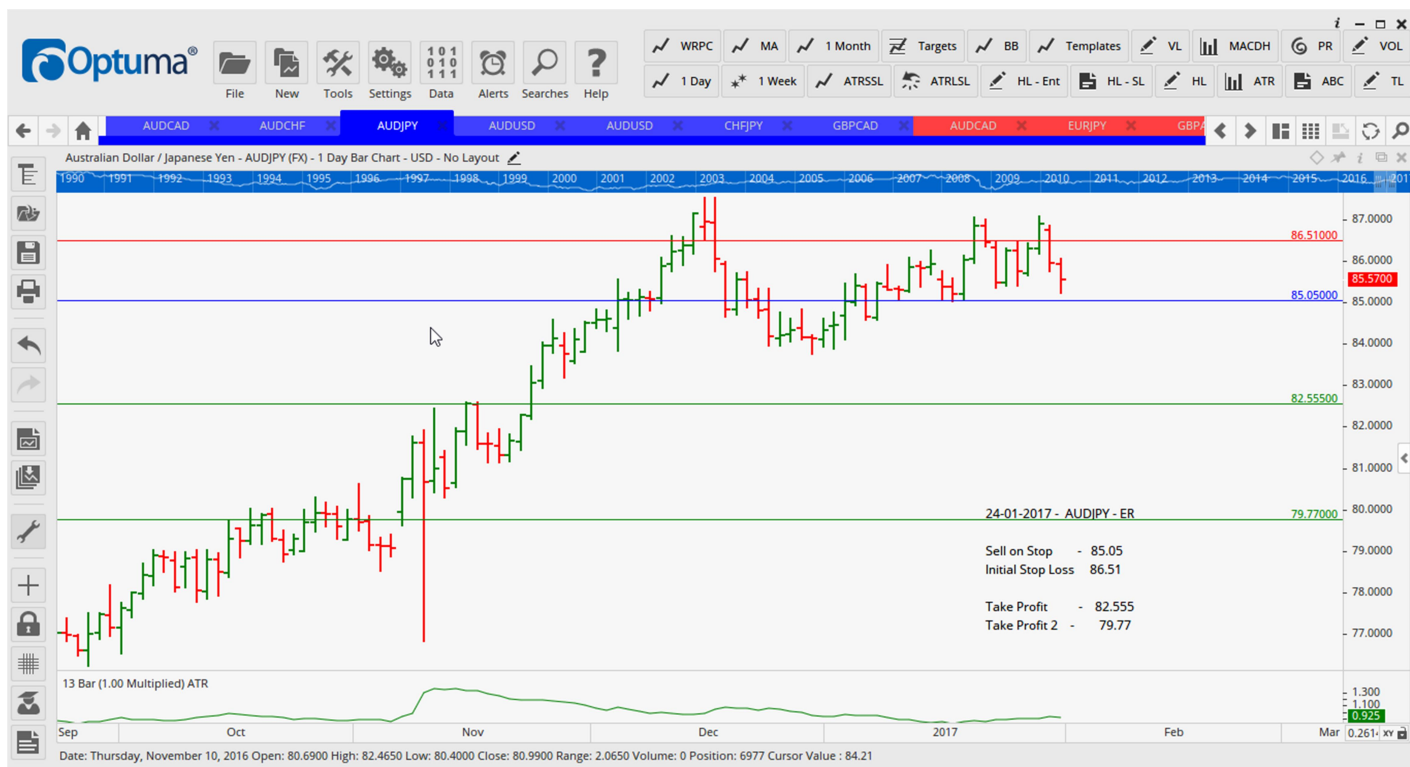 i
Optuma®
WRPC MA 1 Month Targets BB Templates VL MACDH PR VOL
1 Day 1 Week ATRSSL ATRLSL HL - Ent HL - SL HL ATR ABC TL
101
010
111
File New Tools Settings Data Alerts Searches Help
AUDCAD AUDCHF AUDJPY AUDUSD AUDUSD CHFJPY GBPCAD AUDCAD EURJPY GBPA
Australian Dollar / Japanese Yen - AUDJPY (FX) - 1 Day Bar Chart - USD - No Layout
1990 1991 1992 1993 1994 1995 1996 1997 1998 1999 2000 2001 2002 2003 2004 2005 2006 2007 2008 2009 2010 2011 2012 2013 2014 2015 2016 201
87.0000
86.51000
86.0000
85.5700
85.05000
85.0000
84.0000
83.0000
82.55500
82.0000
81.0000
80.0000
79.77000
24-01-2017 - AUDJPY - ER
79.0000
Sell on Stop - 85.05
Initial Stop Loss 86.51
78.0000
Take Profit - 82.555
Take Profit 2 - 79.77
77.0000
13 Bar (1.00 Multiplied) ATR
1.300
1.100
0.925
Sep Oct Nov Dec 2017 Feb Mar 0.2614 XY
Date: Thursday, November 10, 2016 Open: 80.6900 High: 82.4650 Low: 80.4000 Close: 80.9900 Range: 2.0650 Volume: 0 Position: 6977 Cursor Value : 84.21